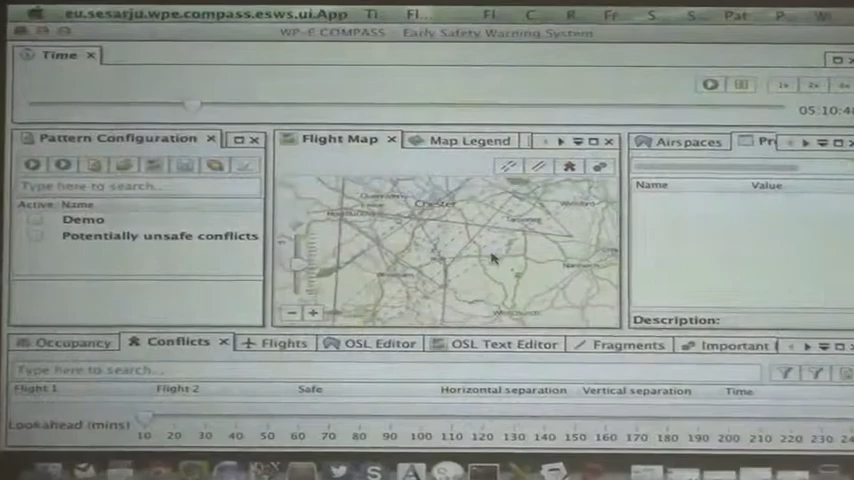 eu.sesarju.wpe.compass.esws.ui.App
WP-E COMPASS - Early Safety Warning System
Time
1x 2x
05:10:4
Pattern Configuration
Flight Map
Map Legend
Airspaces
Pr
Type here to search..
Active Name
Demo
Potentially unsafe conflicts
Chester
Name Value
Description:
Occupancy
Conflicts
Flights
OSL Editor
OSL Text Editor
Fragments
Important
Type here to search..
Flight 1 Flight 2 Safe Horizontal separation Vertical separation Time
Lookahead (mins)
10 20 30 40 50 60 70 80 90 100 110 120 130 140 150 160 170 180 190 200 210 220 230 24